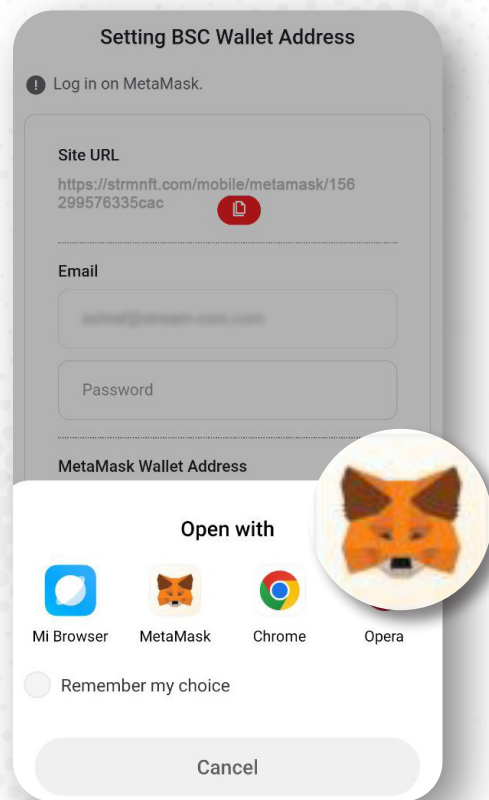 Setting BSC Wallet Address
Log in on MetaMask.
Site URL
https://strmnft.com/mobile/metamask/156
299576335cac
Email
Password
MetaMask Wallet Address
Open with
Mi Browser MetaMask Chrome Opera
Remember my choice
Cancel